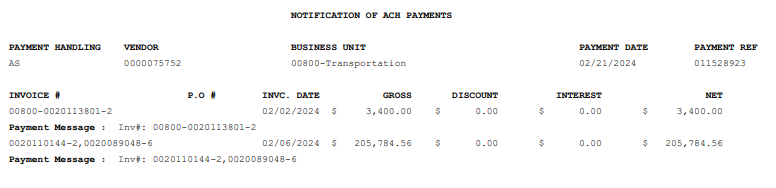 NOTIFICATION OF ACH PAYMENTS
PAYMENT HANDLING VENDOR BUSINESS UNIT PAYMENT DATE PAYMENT REF
AS 0000075752 00800-Transportation 02/21/2024 011528923
INVOICE # P.O # INVC. DATE GROSS DISCOUNT INTEREST NET
00800-0020113801-2 02/02/2024 $ 3,400.00 $ 0.00 $ 0.00 $ 3,400.00
Payment Message : Inv#: 00800-0020113801-2
0020110144-2,0020089048-6 02/06/2024 $ 205,784.56 $ 0.00 $ 0.00 $ 205,784.56
Payment Message : Inv#: 0020110144-2,0020089048-6